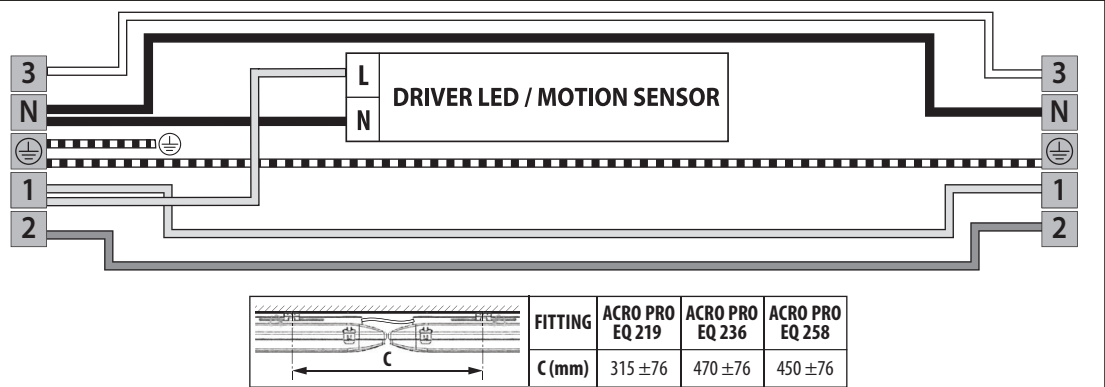 3
N
1
2
L
N
DRIVER LED / MOTION SENSOR
3
N
1
2
C
FITTING
ACRO PRO
EQ 219
ACRO PRO
EQ 236
ACRO PRO
EQ 258
C (mm)
315 ±76
470 ±76
450 ±76